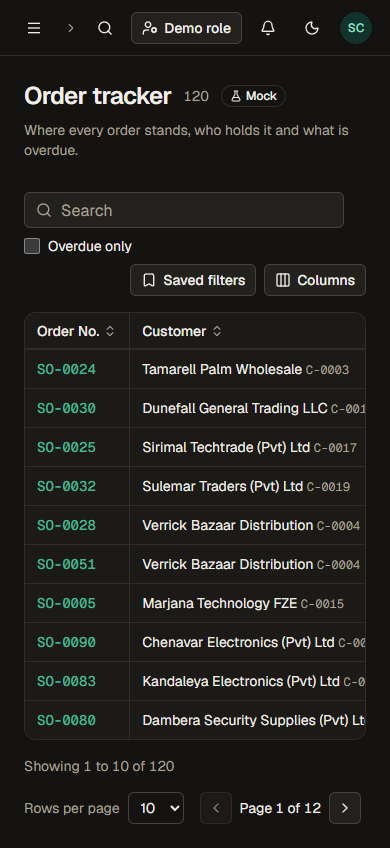 Demo role
SC
Order tracker 120 Mock
Where every order stands, who holds it and what is
overdue.
Search
Overdue only
Saved filters
Columns
Order No. Customer
SO-0024 Tamarell Palm Wholesale C-0003
SO-0030 Dunefall General Trading LLC C-001
SO-0025 Sirimal Techtrade (Pvt) Ltd C-0017
SO-0032 Sulemar Traders (Pvt) Ltd C-0019
SO-0028 Verrick Bazaar Distribution C-0004
SO-0051 Verrick Bazaar Distribution C-0004
SO-0005 Marjana Technology FZE C-0015
SO-0090 Chenavar Electronics (Pvt) Ltd C-00
SO-0083 Kandaleya Electronics (Pvt) Ltd C-0
SO-0080 Dambera Security Supplies (Pvt) Lt
Showing 1 to 10 of 120
Rows per page 10 Page 1 of 12